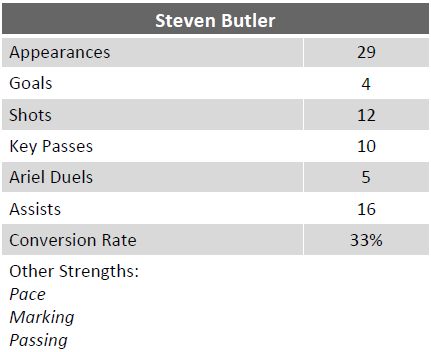 Steven Butler
Appearances 29
Goals 4
Shots 12
Key Passes 10
Ariel Duels 5
Assists 16
Conversion Rate 33%
Other Strengths:
Pace
Marking
Passing